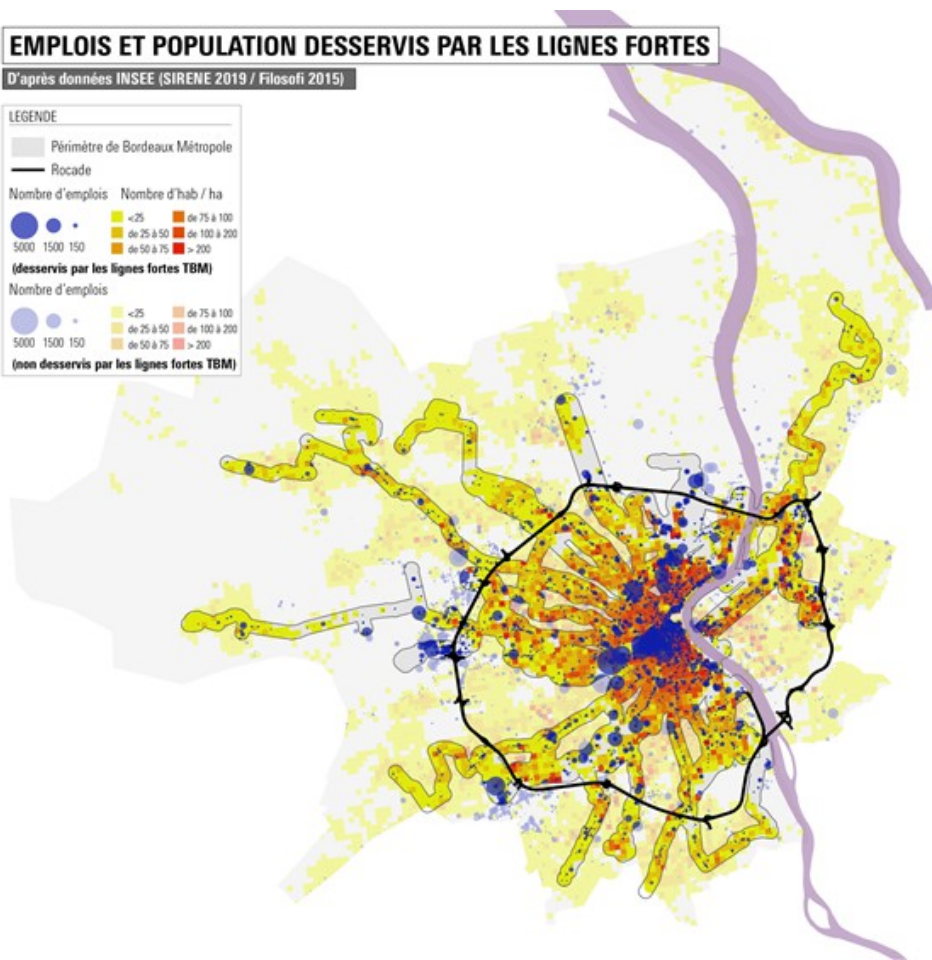 EMPLOIS ET POPULATION DESSERVIS PAR LES LIGNES FORTES
D'après données INSEE (SIRENE 2019 / Filosofi 2015)
LEGENDE
Périmètre de Bordeaux Métropole
Rocade
Nombre d'emplois Nombre d'hab / ha
<25 de 75 à 100
de 25 à 50 de 100 à 200
5000 1500 150 de 50 à 75 > 200
(desservis par les lignes fortes TBM)
Nombre d'emplois
<25 de 75 à 100
de 25 à 50 de 100 à 200
5000 1500 150 de 50 à 75 > 200
(non desservis par les lignes fortes TBM)